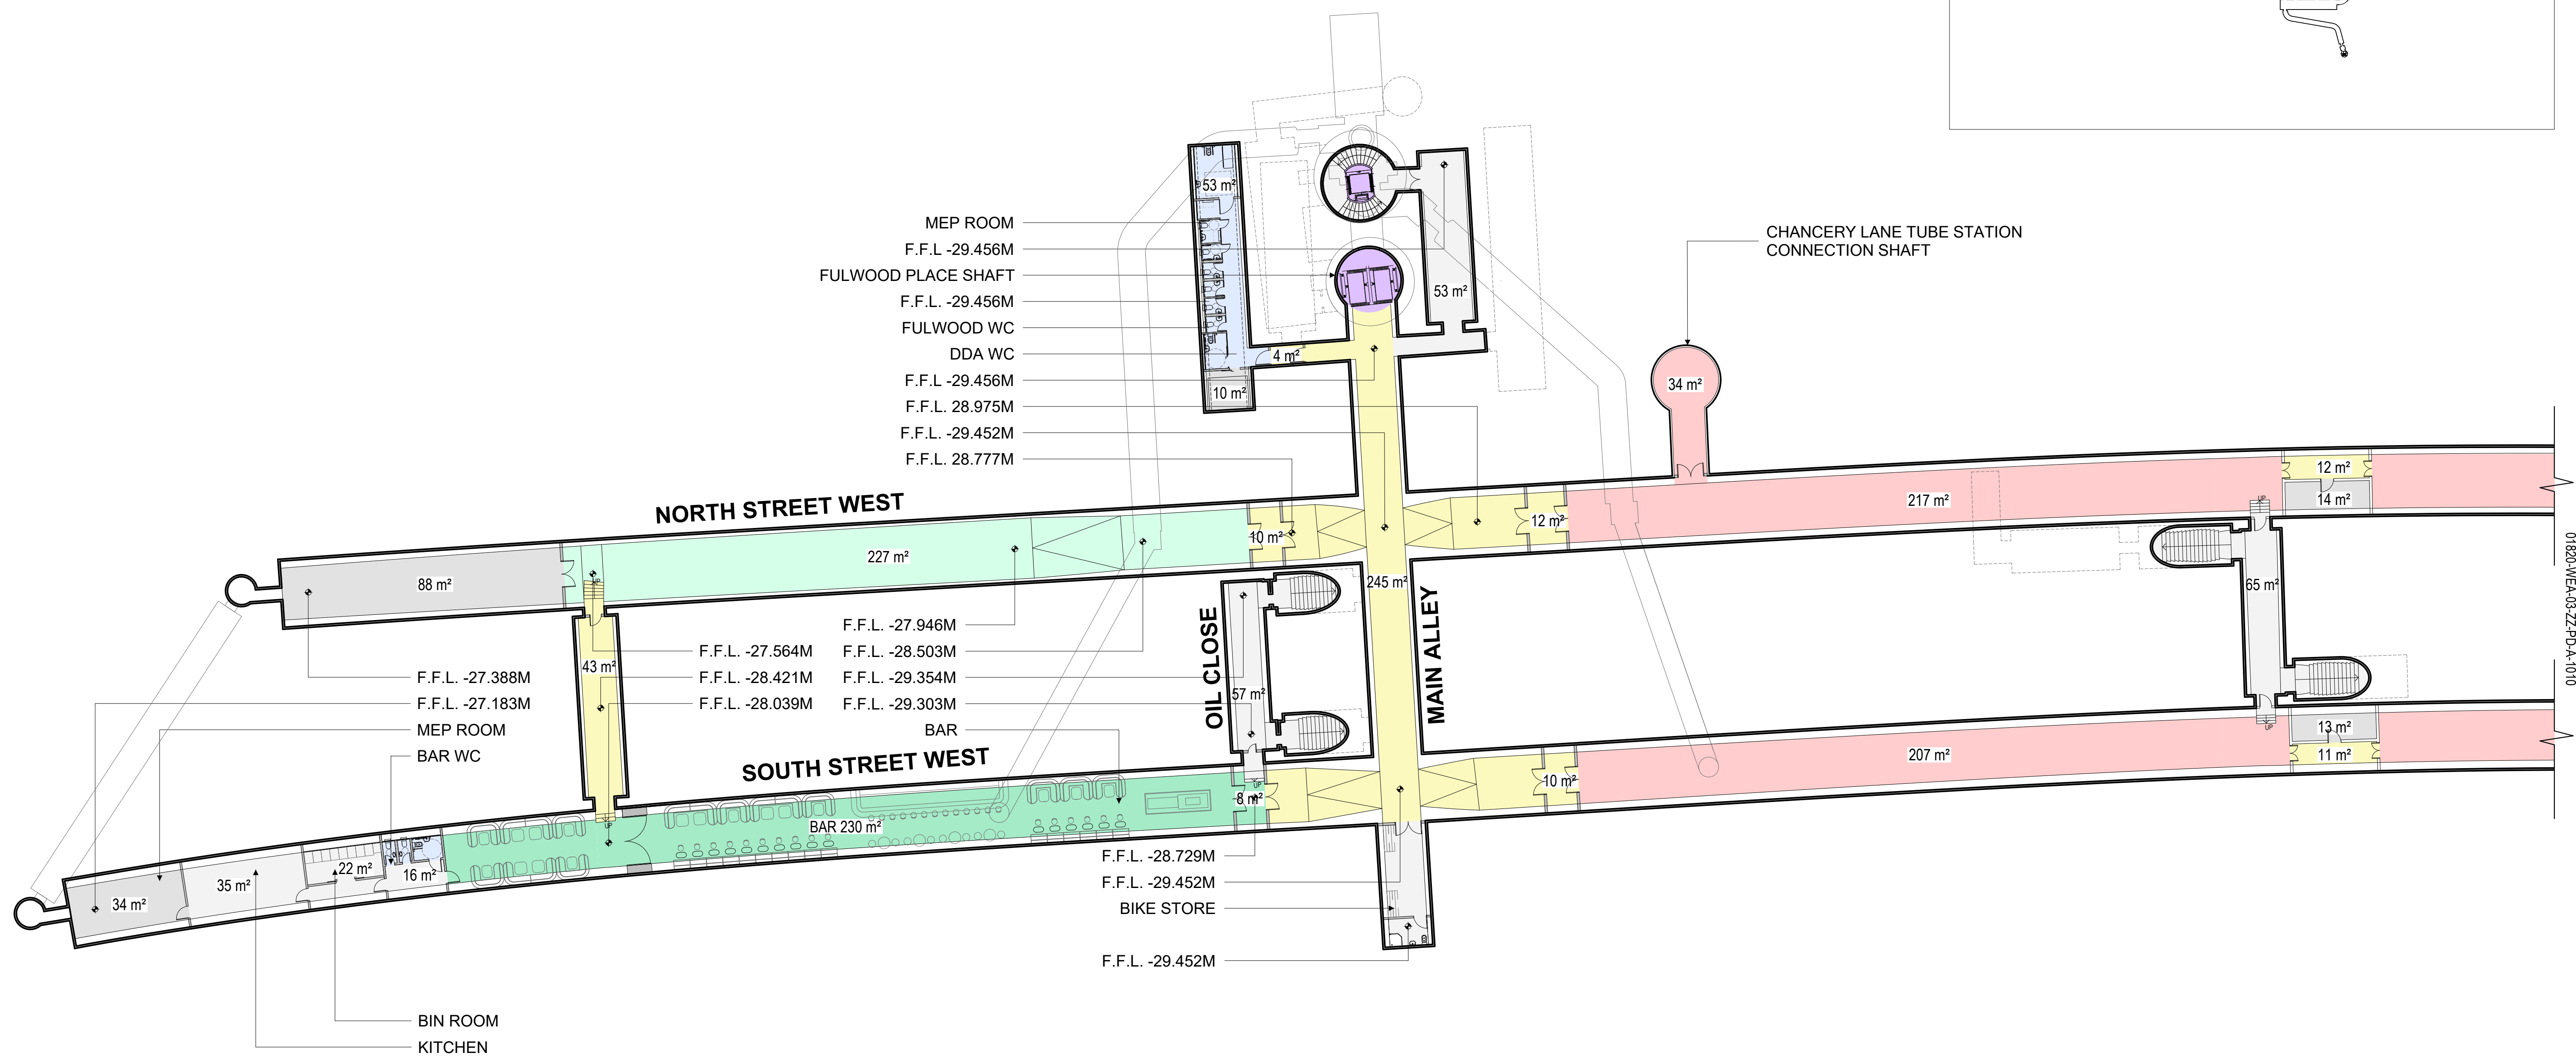 53 m²
MEP ROOM
F.F.L -29.456M
FULWOOD PLACE SHAFT
F.F.L. -29.456M
FULWOOD WC
DDA WC
F.F.L -29.456M
F.F.L. 28.975M
F.F.L. -29.452M
F.F.L. 28.777M
53 m²
4 m²
10 m²
CHANCERY LANE TUBE STATION
CONNECTION SHAFT
34 m²
NORTH STREET WEST
88 m²
UP
227 m²
10 m²
12 m²
217 m²
12 m²
14 m²
UP
245 m²
MAIN ALLEY
OIL CLOSE
57 m²
65 m²
43 m²
F.F.L. -27.946M
F.F.L. -27.564M
F.F.L. -28.503M
F.F.L. -27.388M
F.F.L. -28.421M
F.F.L. -29.354M
F.F.L. -27.183M
F.F.L. -28.039M
F.F.L. -29.303M
MEP ROOM
BAR
BAR WC
SOUTH STREET WEST
34 m²
35 m²
22 m²
16 m²
UP
BAR 230 m²
8 m²
UP
10 m²
207 m²
UP
13 m²
11 m²
F.F.L. -28.729M
F.F.L. -29.452M
BIKE STORE
F.F.L. -29.452M
BIN ROOM
KITCHEN
01820-WEA-03-ZZ-PD-A-1010